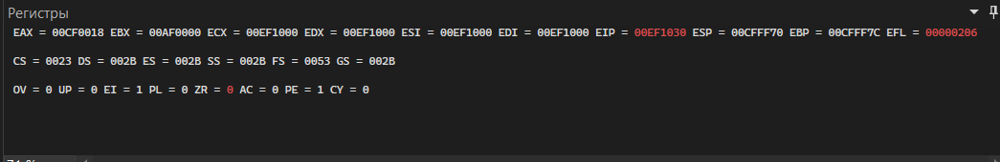 Регистры
EAX = 00CF0018 EBX = 00AF0000 ECX = 00EF1000 EDX = 00EF1000 ESI = 00EF1000 EDI = 00EF1000 EIP = 00EF1030 ESP = 00CFFF70 EBP = 00CFFF7C EFL = 00000206
CS = 0023 DS = 002B ES = 002B SS = 002B FS = 0053 GS = 002B
OV = 0 UP = 0 EI = 1 PL = 0 ZR = 0 AC = 0 PE = 1 CY = 0